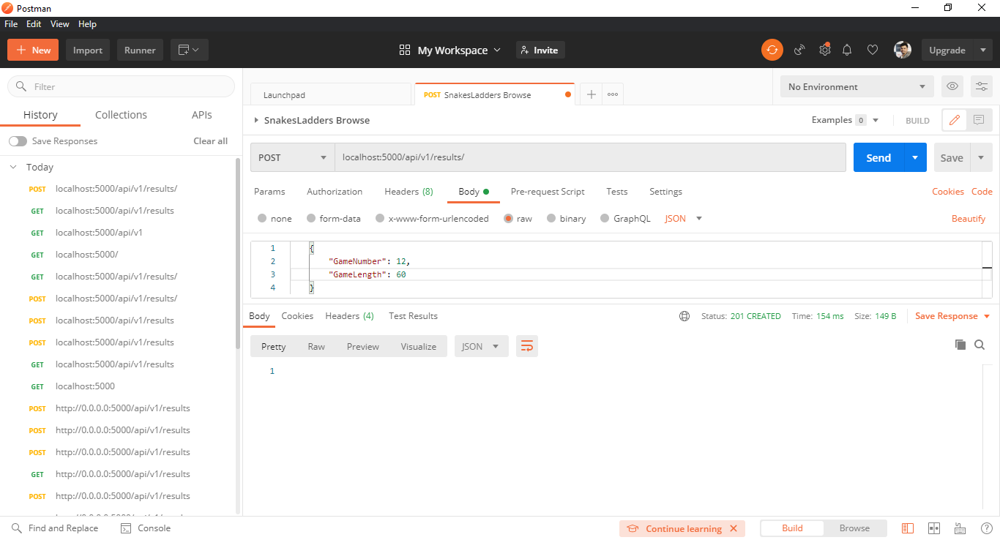 Postman
File Edit View Help
New Import Runner My Workspace Invite Upgrade
Filter
History Collections APIs
Save Responses Clear all
Today
POST localhost:5000/api/v1/results/
GET localhost:5000/api/v1/results
GET localhost:5000/api/v1
GET localhost:5000/
GET localhost:5000/api/v1/results/
POST localhost:5000/api/v1/results/
POST localhost:5000/api/v1/results
POST localhost:5000/api/v1/results
GET localhost:5000/api/v1/results
GET localhost:5000
POST http://0.0.0.0:5000/api/v1/results
POST http://0.0.0.0:5000/api/v1/results
POST http://0.0.0.0:5000/api/v1/results
GET http://0.0.0.0:5000/api/v1/results
POST http://0.0.0.0:5000/api/v1/results
Launchpad POST SnakesLadders Browse No Environment
SnakesLadders Browse Examples 0 BUILD
POST localhost:5000/api/v1/results/ Send Save
Params Authorization Headers (8) Body Pre-request Script Tests Settings Cookies Code
none form-data x-www-form-urlencoded raw binary GraphQL JSON Beautify
1 {
2 "GameNumber": 12,
3 "GameLength": 60
4 }
Body Cookies Headers (4) Test Results Status: 201 CREATED Time: 154 ms Size: 149 B Save Response
Pretty Raw Preview Visualize JSON
1
Find and Replace Console Continue learning Build Browse